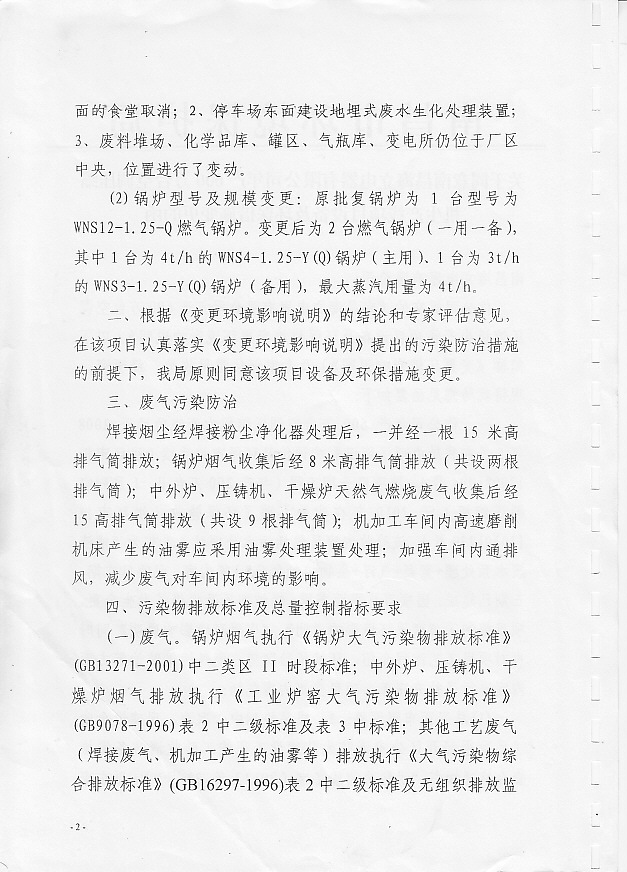 面的食堂取消；2、停车场东面建设地埋式废水生化处理装置；
3、废料堆场、化学品库、罐区、气瓶库、变电所仍位于厂区
中央，位置进行了变动。
(2)锅炉型号及规模变更：原批复锅炉为 1 台型号为
WNS12-1.25-Q燃气锅炉。变更后为2台燃气锅炉（一用一备），
其中1台为4t/h的WNS4-1.25-Y(Q)锅炉（主用）、1台为3t/h
的WNS3-1.25-Y(Q)锅炉（备用），最大蒸汽用量为4t/h。
二、根据《变更环境影响说明》的结论和专家评估意见，
在该项目认真落实《变更环境影响说明》提出的污染防治措施
的前提下，我局原则同意该项目设备及环保措施变更。
三、废气污染防治
焊接烟尘经焊接粉尘净化器处理后，一并经一根 15 米高
排气筒排放；锅炉烟气收集后经8米高排气筒排放（共设两根
排气筒）；中外炉、压铸机、干燥炉天然气燃烧废气收集后经
15高排气筒排放（共设9根排气筒）；机加工车间内高速磨削
机床产生的油雾应采用油雾处理装置处理；加强车间内通排
风，减少废气对车间内环境的影响。
四、污染物排放标准及总量控制指标要求
(一)废气。锅炉烟气执行《锅炉大气污染物排放标准》
(GB13271-2001)中二类区 II 时段标准；中外炉、压铸机、干
燥炉烟气排放执行《工业炉窑大气污染物排放标准》
(GB9078-1996)表 2 中二级标准及表 3 中标准；其他工艺废气
（焊接废气、机加工产生的油雾等）排放执行《大气污染物综
合排放标准》(GB16297-1996)表2中二级标准及无组织排放监
- 2 -